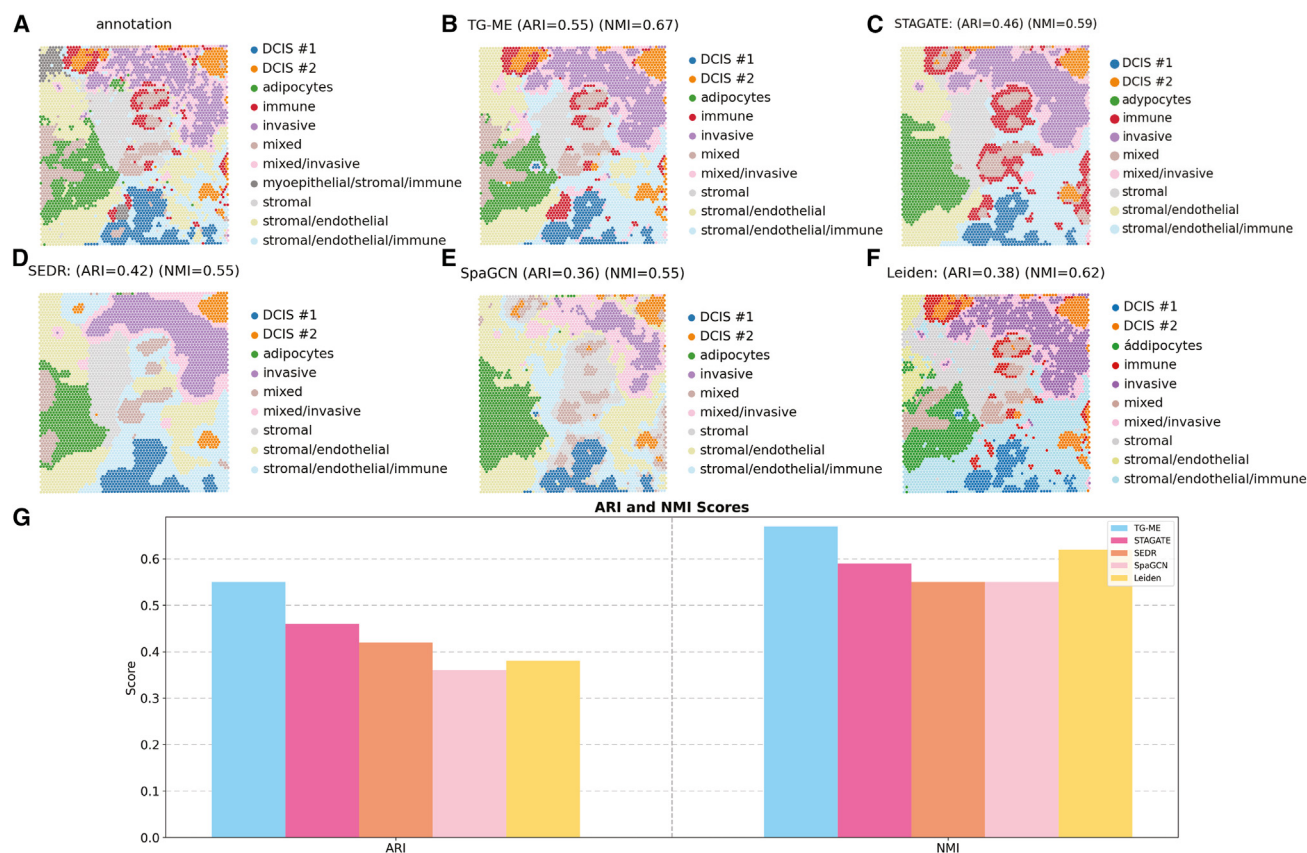 A
annotation
DCIS #1
DCIS #2
adipocytes
immune
invasive
mixed
mixed/invasive
myoepithelial/stromal/immune
stromal
stromal/endothelial
stromal/endothelial/immune
B
TG-ME (ARI=0.55) (NMI=0.67)
DCIS #1
DCIS #2
adipocytes
immune
invasive
mixed
mixed/invasive
stromal
stromal/endothelial
stromal/endothelial/immune
C
STAGATE: (ARI=0.46) (NMI=0.59)
DCIS #1
DCIS #2
adypocytes
immune
invasive
mixed
mixed/invasive
stromal
stromal/endothelial
stromal/endothelial/immune
D
SEDR: (ARI=0.42) (NMI=0.55)
DCIS #1
DCIS #2
adipocytes
invasive
mixed
mixed/invasive
stromal
stromal/endothelial
stromal/endothelial/immune
E
SpaGCN (ARI=0.36) (NMI=0.55)
DCIS #1
DCIS #2
adipocytes
invasive
mixed
mixed/invasive
stromal
stromal/endothelial
stromal/endothelial/immune
F
Leiden: (ARI=0.38) (NMI=0.62)
DCIS #1
DCIS #2
áddipocytes
immune
invasive
mixed
mixed/invasive
stromal
stromal/endothelial
stromal/endothelial/immune
G
ARI and NMI Scores
TG-ME
STAGATE
SEDR
SpaGCN
Leiden
Score
0.6
0.5
0.4
0.3
0.2
0.1
0.0
ARI
NMI